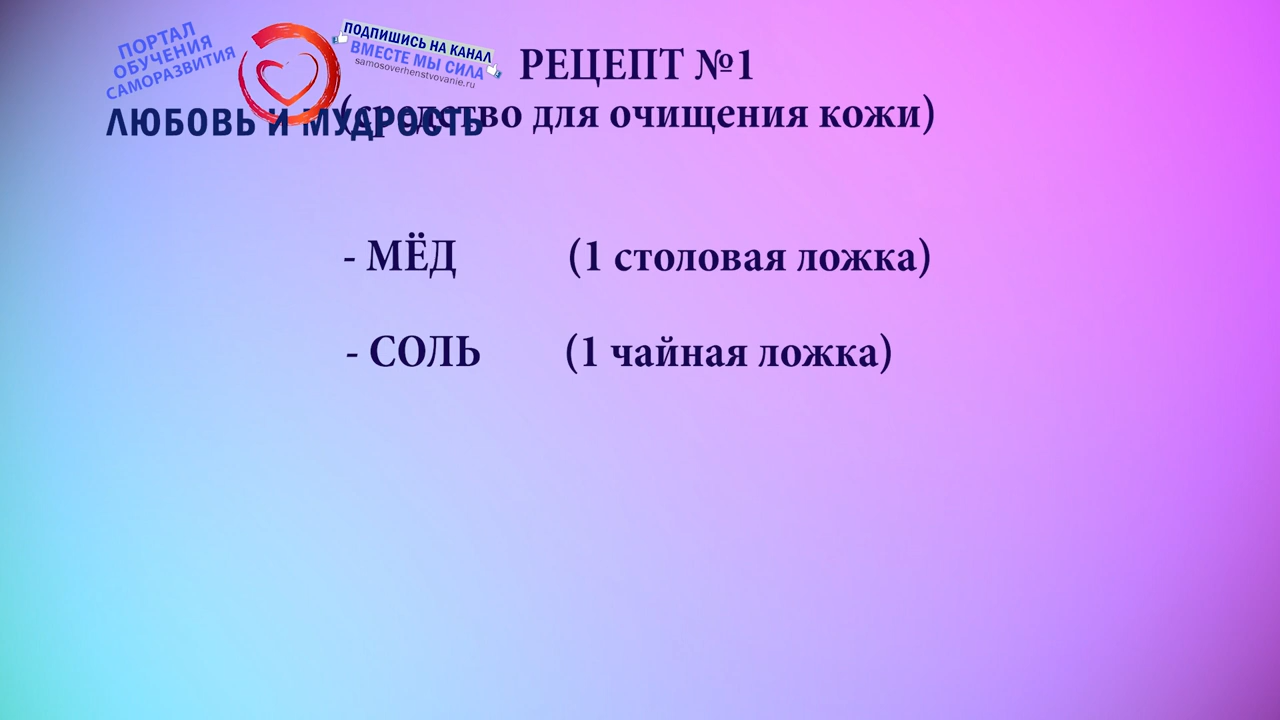 ПОРТАЛ
ОБУЧЕНИЯ
САМОРАЗВИТИЯ
ПОДПИШИСЬ НА КАНАЛ
ВМЕСТЕ МЫ СИЛА
samosoverhenstvovanie.ru
ЛЮБОВЬ И МУДРОСТЬ
РЕЦЕПТ №1
(средство для очищения кожи)
- МЁД (1 столовая ложка)
- СОЛЬ (1 чайная ложка)